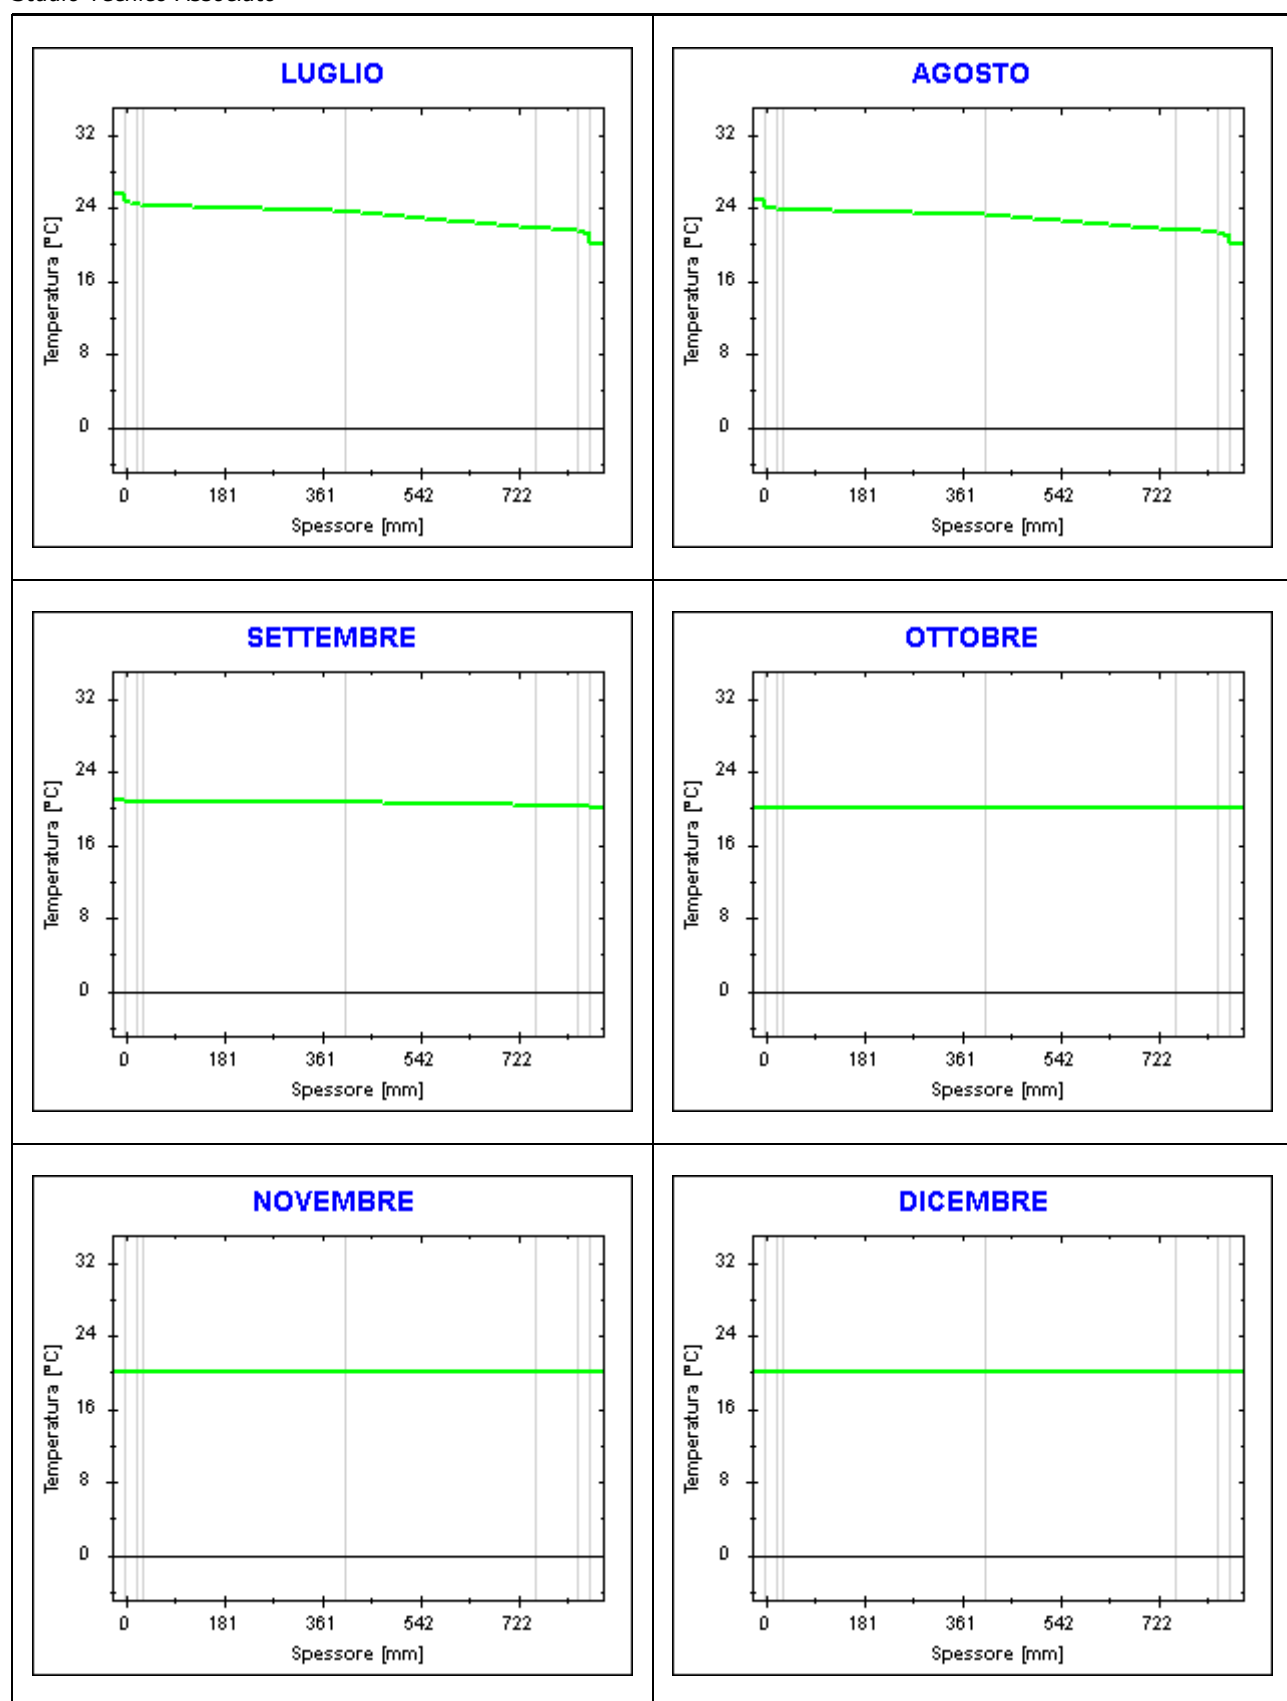 Studio Tecnico Associato
LUGLIO
32
24
16
8
0
Temperatura [°C]
0 181 361 542 722
Spessore [mm]
AGOSTO
32
24
16
8
0
Temperatura [°C]
0 181 361 542 722
Spessore [mm]
SETTEMBRE
32
24
16
8
0
Temperatura [°C]
0 181 361 542 722
Spessore [mm]
OTTOBRE
32
24
16
8
0
Temperatura [°C]
0 181 361 542 722
Spessore [mm]
NOVEMBRE
32
24
16
8
0
Temperatura [°C]
0 181 361 542 722
Spessore [mm]
DICEMBRE
32
24
16
8
0
Temperatura [°C]
0 181 361 542 722
Spessore [mm]